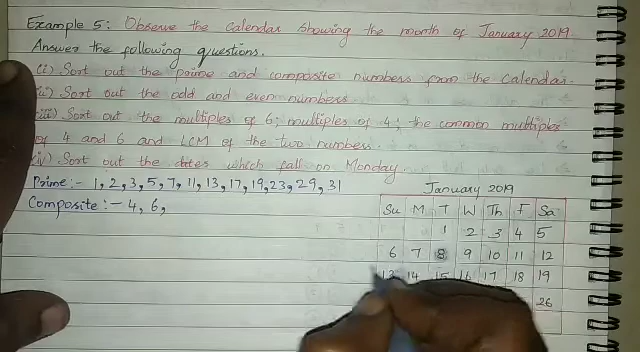 Example 5: Observe the Calendar showing the month of January 2019.
Answer the following questions.
(i) Sort out the prime and composite numbers from the Calendar.
(ii) Sort out the odd and even numbers.
(iii) Sort out the multiples of 6; multiples of 4; the common multiples
of 4 and 6 and LCM of the two numbers.
(iv) Sort out the dates which fall on Monday.
Prime:- 1, 2, 3, 5, 7, 11, 13, 17, 19, 23, 29, 31
Composite:- 4, 6,
January 2019
Su M T W Th F Sa
1 2 3 4 5
6 7 8 9 10 11 12
13 14 15 16 17 18 19
26